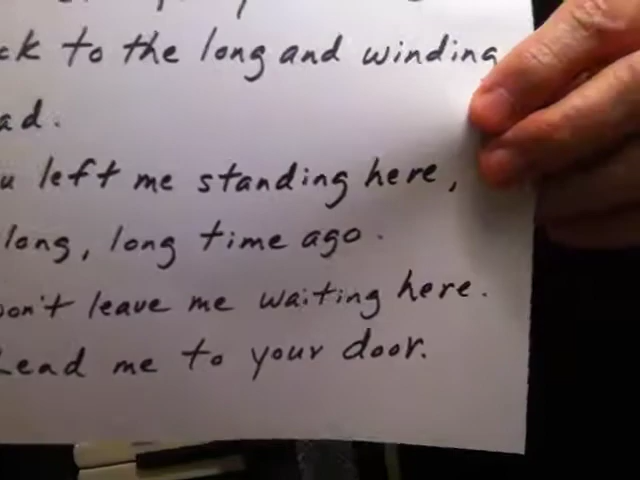 ck to the long and winding
ad.
u left me standing here,
long, long time ago.
Don't leave me waiting here.
Lead me to your door.